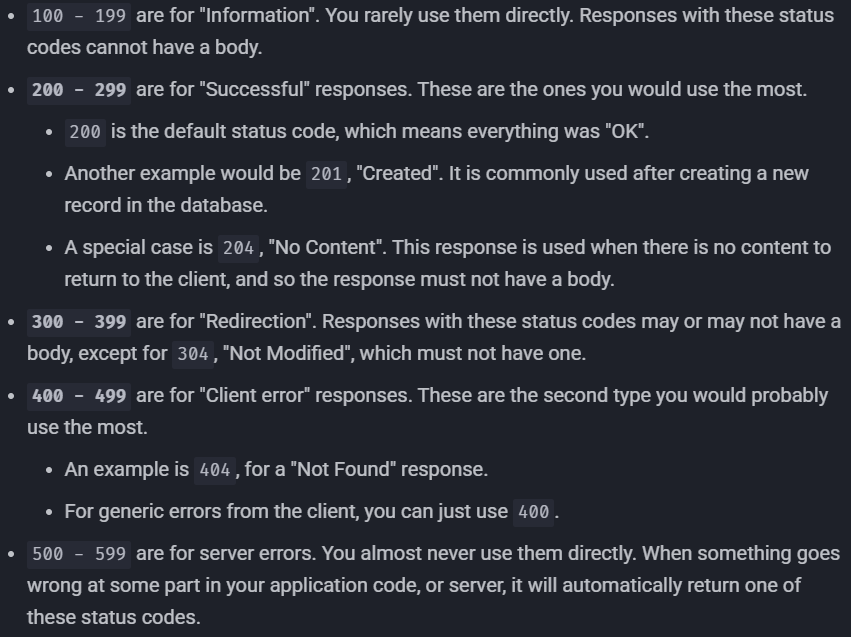 100 - 199 are for "Information". You rarely use them directly. Responses with these status
codes cannot have a body.
200 - 299 are for "Successful" responses. These are the ones you would use the most.
200 is the default status code, which means everything was "OK".
Another example would be 201, "Created". It is commonly used after creating a new
record in the database.
A special case is 204, "No Content". This response is used when there is no content to
return to the client, and so the response must not have a body.
300 - 399 are for "Redirection". Responses with these status codes may or may not have a
body, except for 304, "Not Modified", which must not have one.
400 - 499 are for "Client error" responses. These are the second type you would probably
use the most.
An example is 404, for a "Not Found" response.
For generic errors from the client, you can just use 400.
500 - 599 are for server errors. You almost never use them directly. When something goes
wrong at some part in your application code, or server, it will automatically return one of
these status codes.